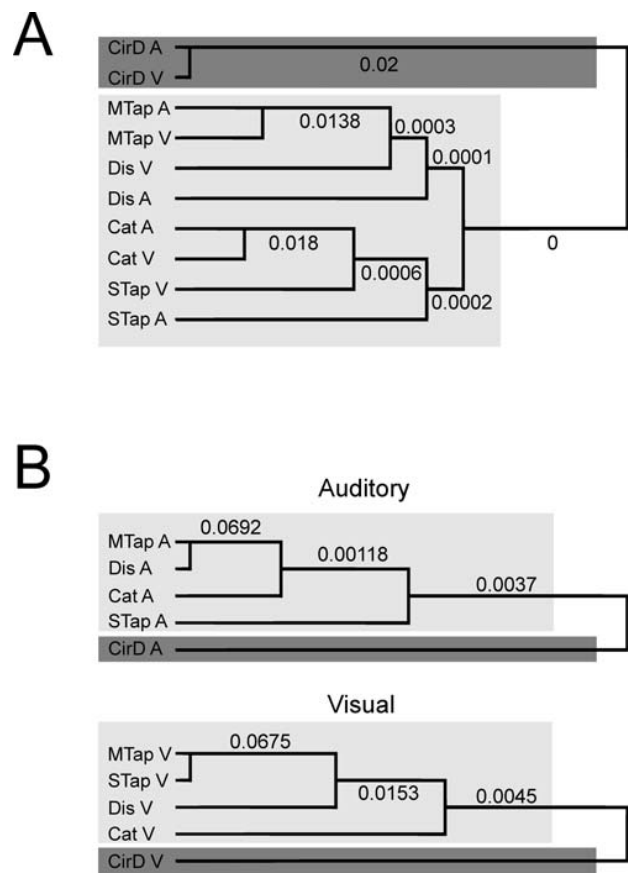 A
CirD A
0.02
CirD V
MTap A
0.0138
0.0003
MTap V
0.0001
Dis V
Dis A
Cat A
0.018
0
Cat V
0.0006
STap V
0.0002
STap A
B
Auditory
0.0692
MTap A
0.00118
Dis A
0.0037
Cat A
STap A
CirD A
Visual
0.0675
MTap V
STap V
0.0153
0.0045
Dis V
Cat V
CirD V